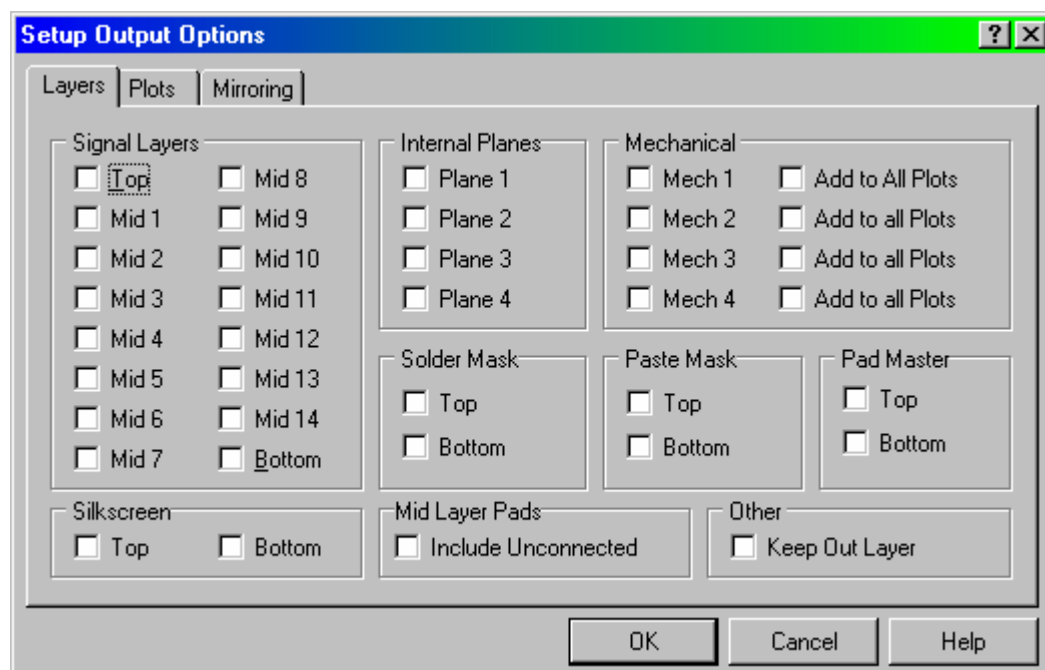 Setup Output Options
Layers Plots Mirroring
Signal Layers
Top
Mid 1
Mid 2
Mid 3
Mid 4
Mid 5
Mid 6
Mid 7
Mid 8
Mid 9
Mid 10
Mid 11
Mid 12
Mid 13
Mid 14
Bottom
Internal Planes
Plane 1
Plane 2
Plane 3
Plane 4
Mechanical
Mech 1 Add to All Plots
Mech 2 Add to all Plots
Mech 3 Add to all Plots
Mech 4 Add to all Plots
Solder Mask
Top
Bottom
Paste Mask
Top
Bottom
Pad Master
Top
Bottom
Silkscreen
Top Bottom
Mid Layer Pads
Include Unconnected
Other
Keep Out Layer
OK Cancel Help